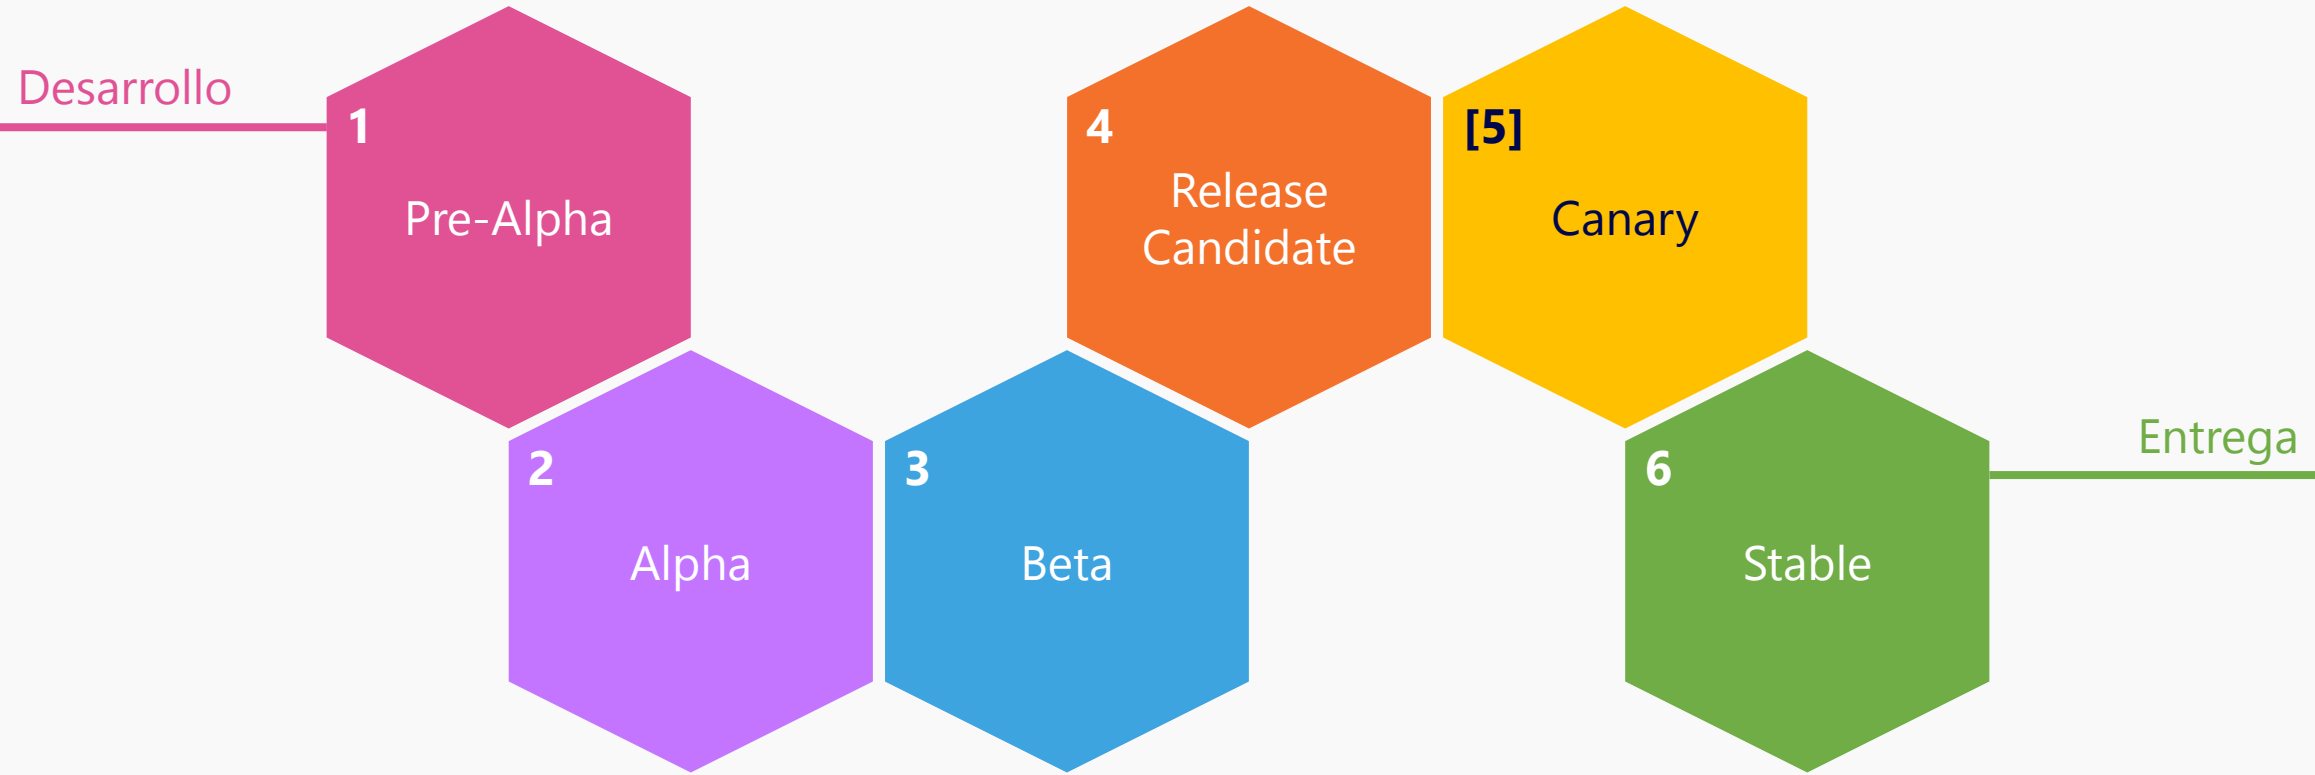 Desarrollo
1
Pre-Alpha
2
Alpha
3
Beta
4
Release
Candidate
[5]
Canary
6
Stable
Entrega